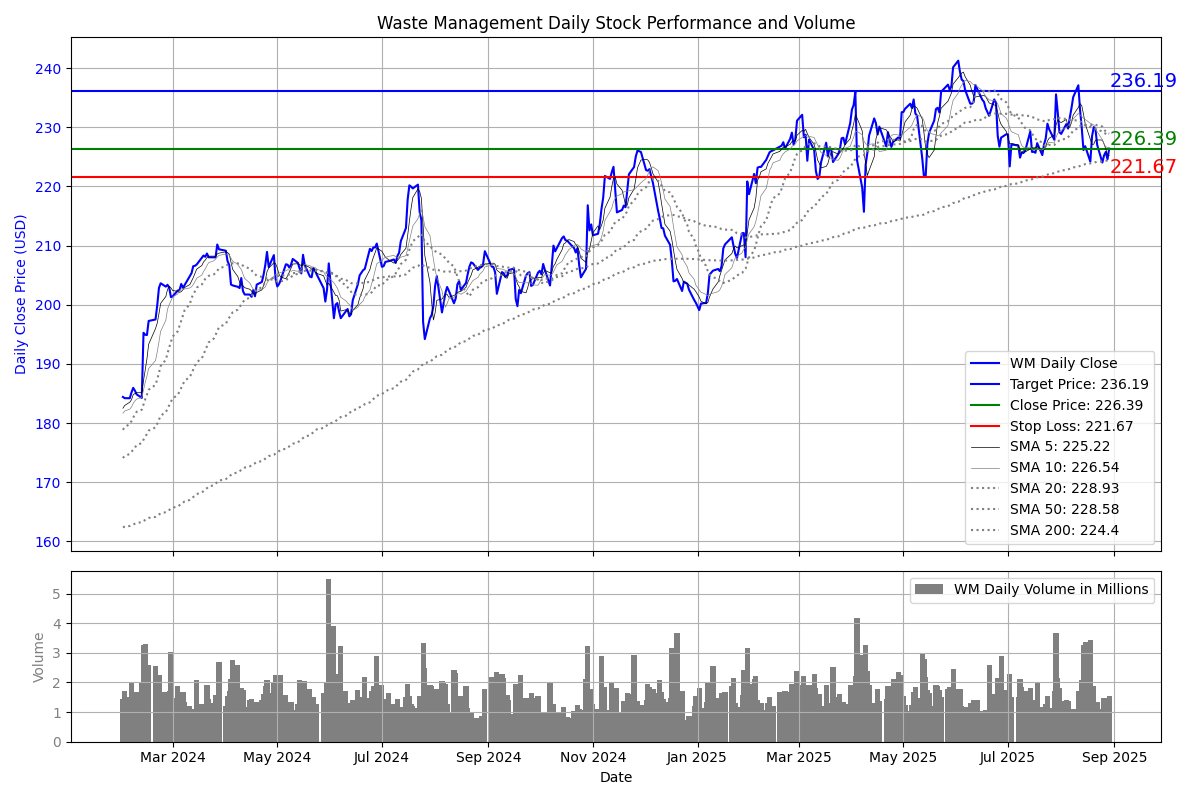 Waste Management Daily Stock Performance and Volume
Daily Close Price (USD)
240
230
220
210
200
190
180
170
160
236.19
226.39
221.67
WM Daily Close
Target Price: 236.19
Close Price: 226.39
Stop Loss: 221.67
SMA 5: 225.22
SMA 10: 226.54
SMA 20: 228.93
SMA 50: 228.58
SMA 200: 224.4
Volume
5
4
3
2
1
0
WM Daily Volume in Millions
Mar 2024 May 2024 Jul 2024 Sep 2024 Nov 2024 Jan 2025 Mar 2025 May 2025 Jul 2025 Sep 2025
Date